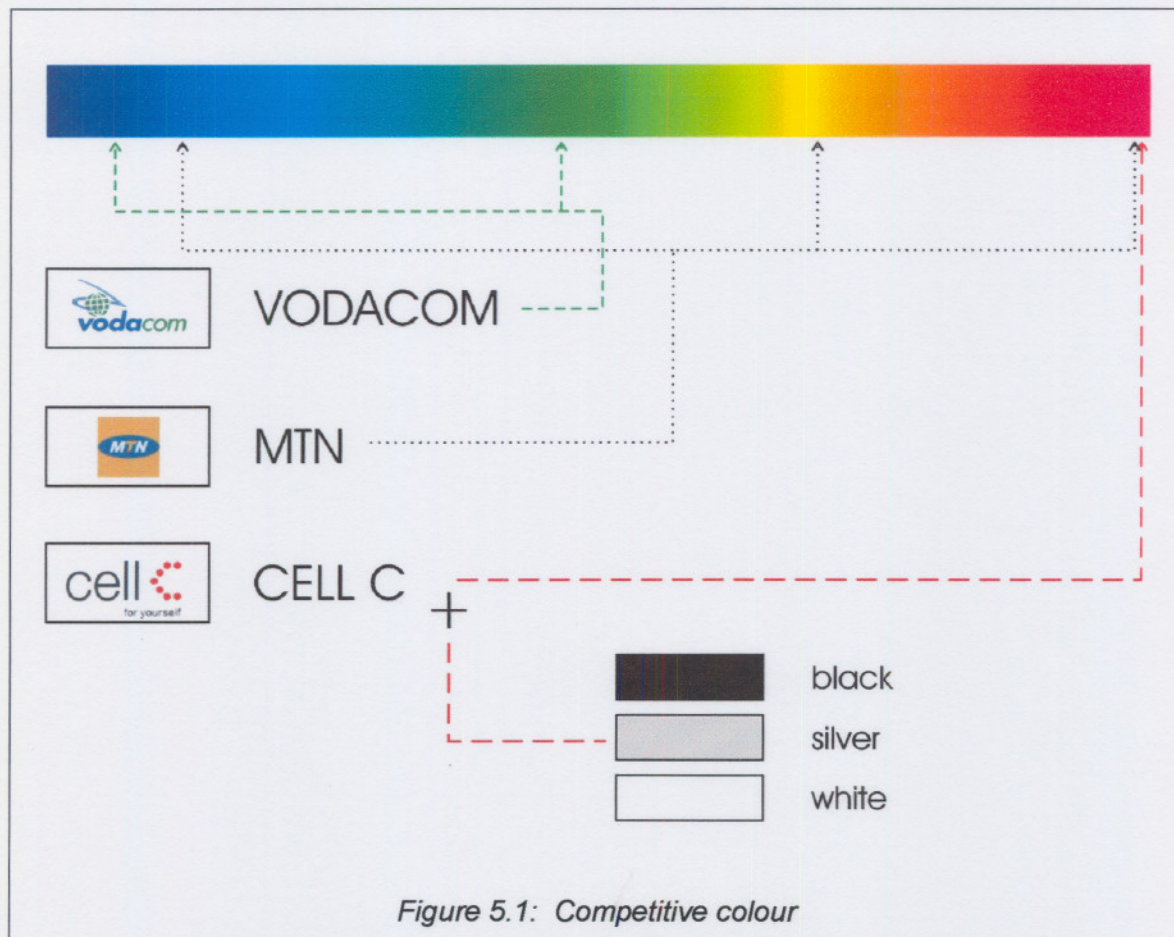 vodacom
VODACOM
MTN
MTN
cell C
for yourself
CELL C
+
black
silver
white
Figure 5.1: Competitive colour